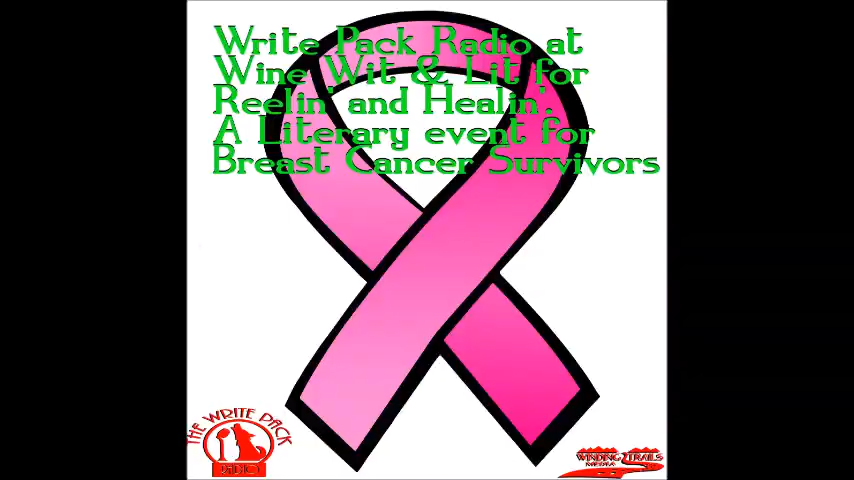 Write Pack Radio at
Wine Wit & Lit for
Reelin' and Healin'.
A Literary event for
Breast Cancer Survivors
THE WRITE PACK
RADIO
WINDING TRAILS
MEDIA